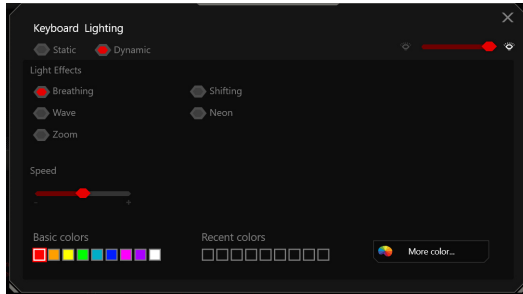 Keyboard Lighting
Static Dynamic
Light Effects
Breathing Shifting
Wave Neon
Zoom
Speed
- +
Basic colors Recent colors
More color...